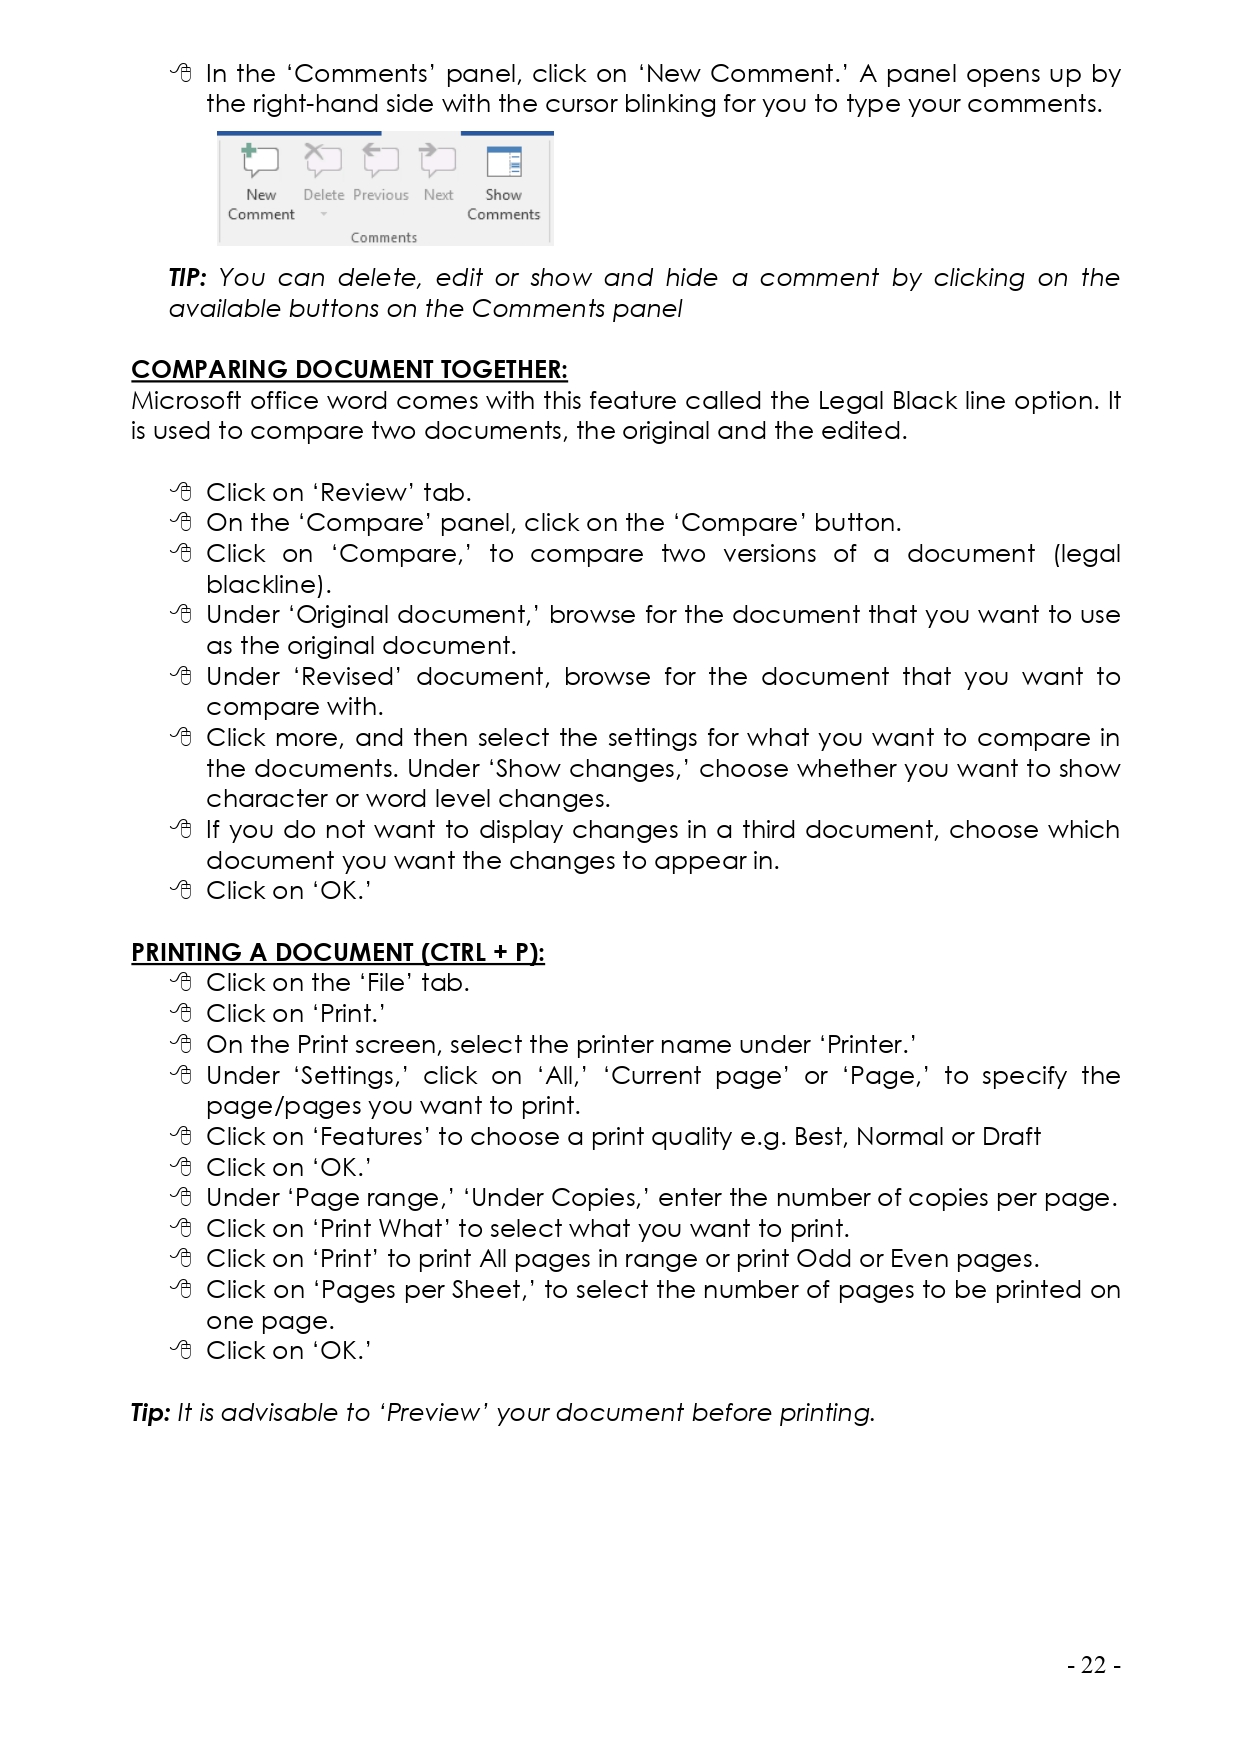 In the ‘Comments’ panel, click on ‘New Comment.’ A panel opens up by
the right-hand side with the cursor blinking for you to type your comments.
New Delete Previous Next Show
Comment Comments
Comments
TIP: You can delete, edit or show and hide a comment by clicking on the
available buttons on the Comments panel
COMPARING DOCUMENT TOGETHER:
Microsoft office word comes with this feature called the Legal Black line option. It
is used to compare two documents, the original and the edited.
Click on ‘Review’ tab.
On the ‘Compare’ panel, click on the ‘Compare’ button.
Click on ‘Compare,’ to compare two versions of a document (legal
blackline).
Under ‘Original document,’ browse for the document that you want to use
as the original document.
Under ‘Revised’ document, browse for the document that you want to
compare with.
Click more, and then select the settings for what you want to compare in
the documents. Under ‘Show changes,’ choose whether you want to show
character or word level changes.
If you do not want to display changes in a third document, choose which
document you want the changes to appear in.
Click on ‘OK.’
PRINTING A DOCUMENT (CTRL + P):
Click on the ‘File’ tab.
Click on ‘Print.’
On the Print screen, select the printer name under ‘Printer.’
Under ‘Settings,’ click on ‘All,’ ‘Current page’ or ‘Page,’ to specify the
page/pages you want to print.
Click on ‘Features’ to choose a print quality e.g. Best, Normal or Draft
Click on ‘OK.’
Under ‘Page range,’ ‘Under Copies,’ enter the number of copies per page.
Click on ‘Print What’ to select what you want to print.
Click on ‘Print’ to print All pages in range or print Odd or Even pages.
Click on ‘Pages per Sheet,’ to select the number of pages to be printed on
one page.
Click on ‘OK.’
Tip: It is advisable to ‘Preview’ your document before printing.
- 22 -